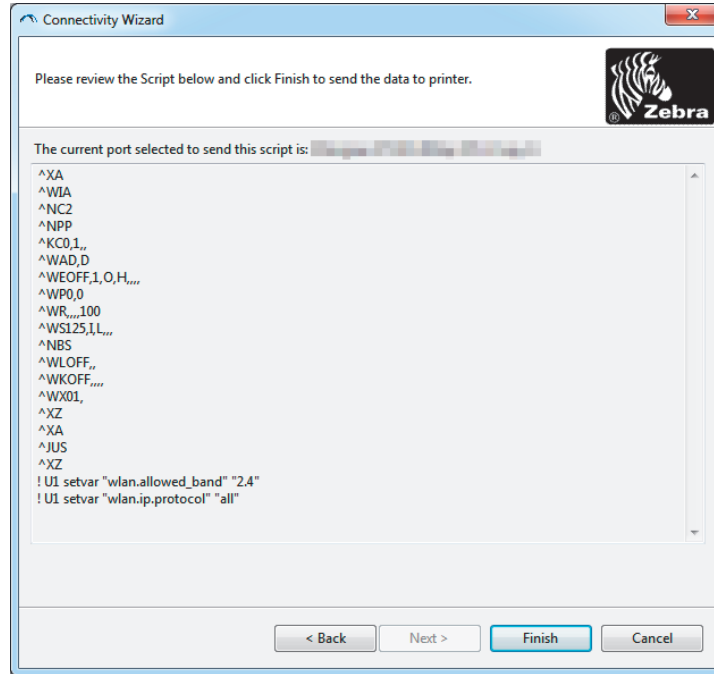 Connectivity Wizard
Please review the Script below and click Finish to send the data to printer.
Zebra
®
The current port selected to send this script is:
^XA
^WIA
^NC2
^NPP
^KC0,1,,
^WAD,D
^WEOFF,1,O,H,,,,
^WP0,0
^WR,,,,100
^WS125,I,L,,,
^NBS
^WLOFF,,
^WKOFF,,,,
^WX01,
^XZ
^XA
^JUS
^XZ
! U1 setvar "wlan.allowed_band" "2.4"
! U1 setvar "wlan.ip.protocol" "all"
< Back
Next >
Finish
Cancel